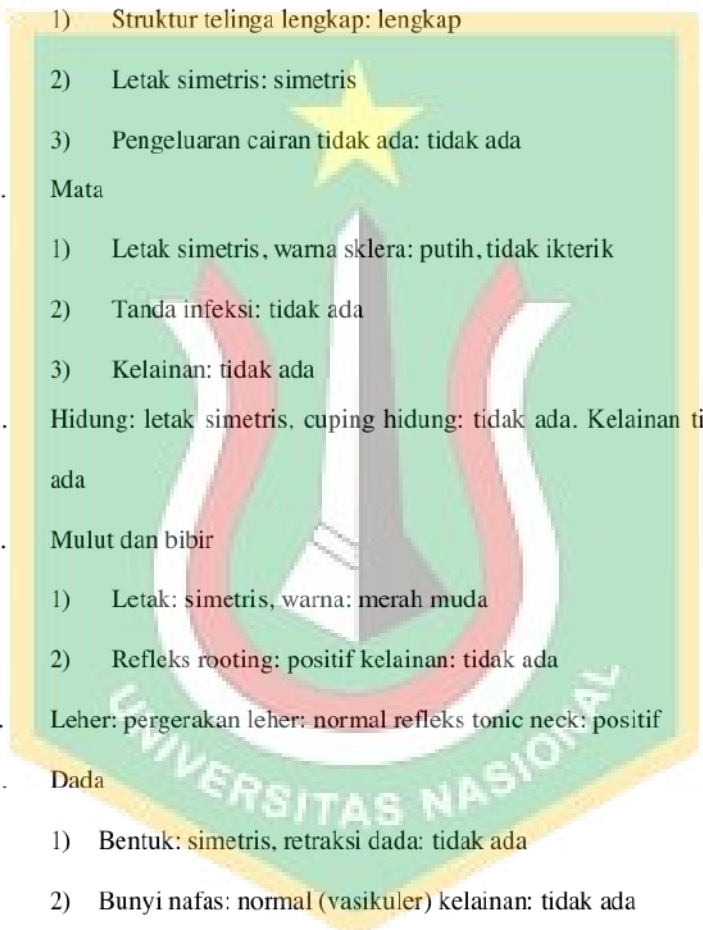 1) Struktur telinga lengkap: lengkap
2) Letak simetris: simetris
3) Pengeluaran cairan tidak ada: tidak ada
. Mata
1) Letak simetris, warna sklera: putih, tidak ikterik
2) Tanda infeksi: tidak ada
3) Kelainan: tidak ada
. Hidung: letak simetris, cuping hidung: tidak ada. Kelainan ti
ada
. Mulut dan bibir
1) Letak: simetris, warna: merah muda
2) Refleks rooting: positif kelainan: tidak ada
. Leher: pergerakan leher: normal refleks tonic neck: positif
. Dada
1) Bentuk: simetris, retraksi dada: tidak ada
2) Bunyi nafas: normal (vasikuler) kelainan: tidak ada
UNIVERSITAS NASIONAL